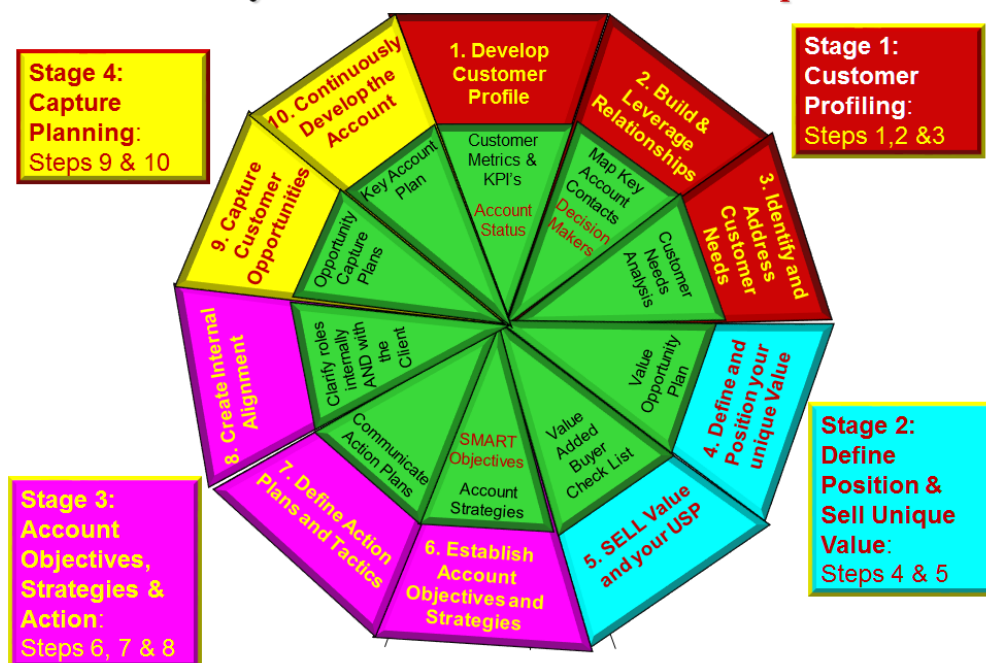 Stage 4:
Capture
Planning:
Steps 9 & 10
Stage 1:
Customer
Profiling:
Steps 1,2 &3
1. Develop
Customer
Profile
Customer
Metrics &
KPI's
Account
Status
2. Build &
Leverage
Relationships
Map Key
Account
Contacts
Decision
Makers
3. Identify and
Address
Customer
Needs
Customer
Needs
Analysis
4. Define and
Position your
unique Value
Value
Opportunity
Plan
5. SELL Value
and your USP
Value
Added
Buyer
Check List
6. Establish
Account
Objectives and
Strategies
SMART
Objectives
Account
Strategies
7. Define Action
Plans and Tactics
Communicate
Action Plans
8. Create Internal
Alignment
Clarify roles
internally
AND with
the
Client
9. Capture
Customer
Opportunities
Opportunity
Capture
Plans
10. Continuously
Develop the
Account
Key Account
Plan
Stage 2:
Define
Position &
Sell Unique
Value:
Steps 4 & 5
Stage 3:
Account
Objectives,
Strategies &
Action:
Steps 6, 7 & 8